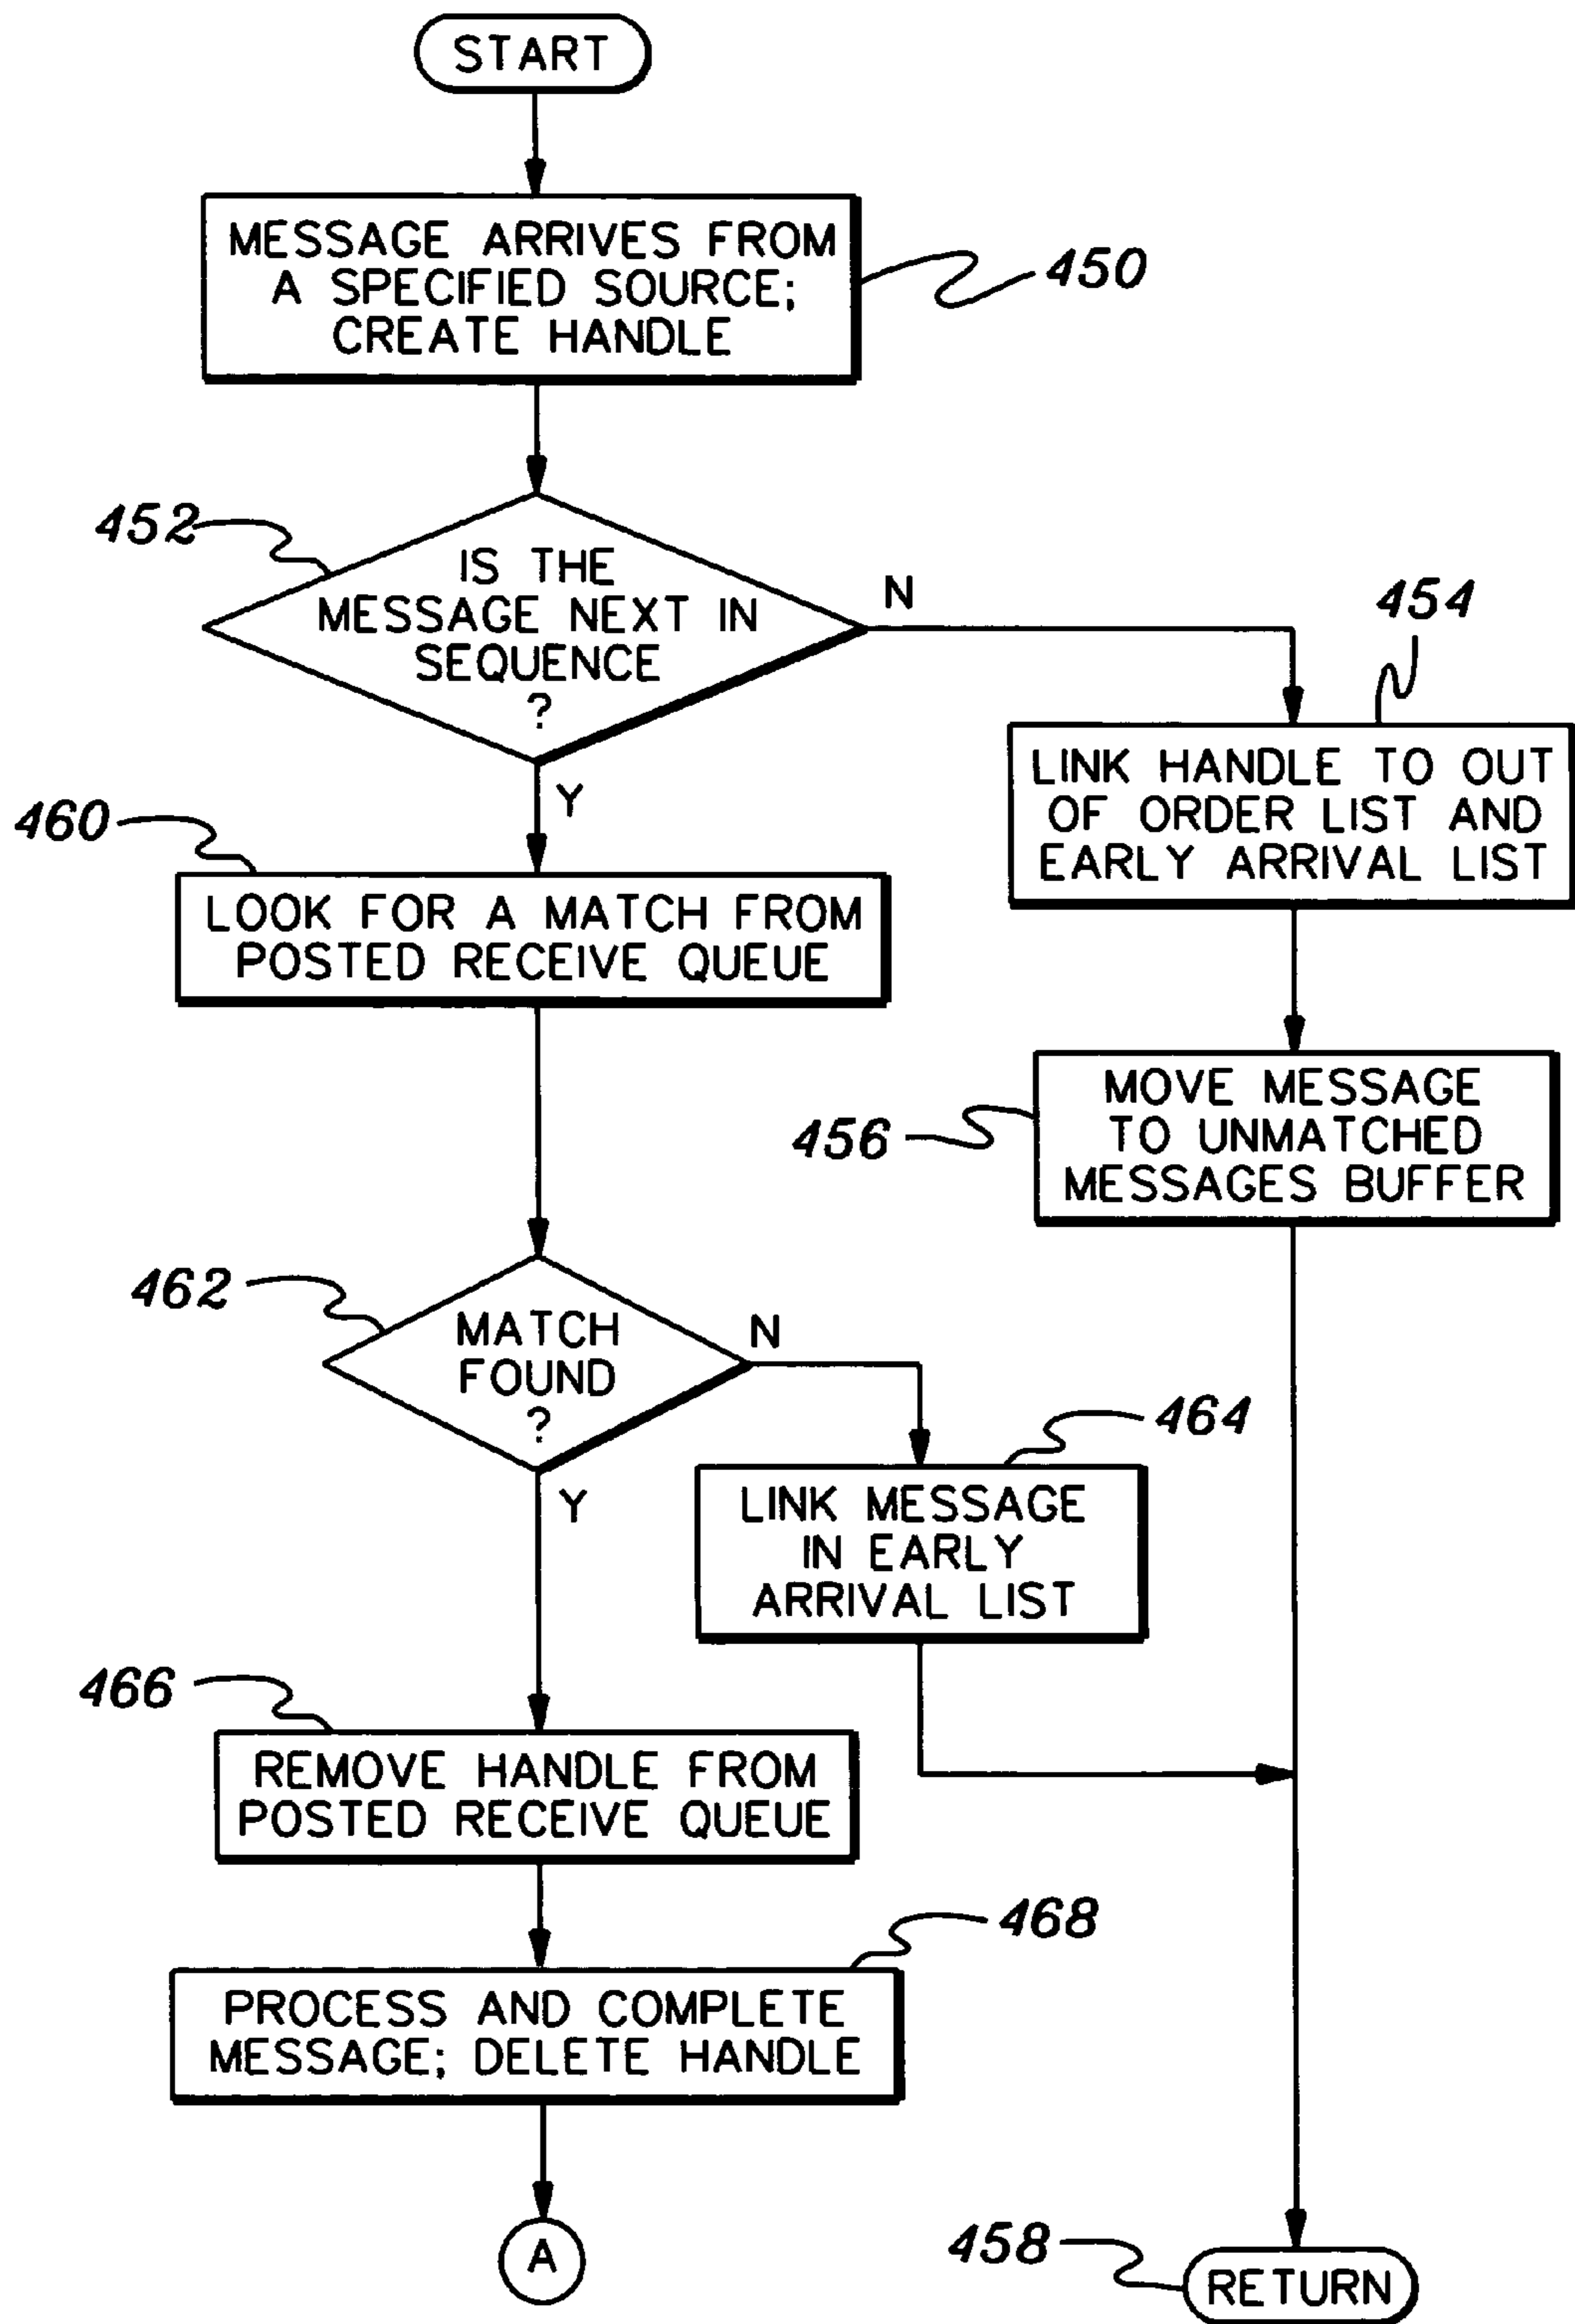 START
MESSAGE ARRIVES FROM
A SPECIFIED SOURCE;
CREATE HANDLE
450
452
IS THE
MESSAGE NEXT IN
SEQUENCE
?
N
Y
454
LINK HANDLE TO OUT
OF ORDER LIST AND
EARLY ARRIVAL LIST
460
LOOK FOR A MATCH FROM
POSTED RECEIVE QUEUE
456
MOVE MESSAGE
TO UNMATCHED
MESSAGES BUFFER
462
MATCH
FOUND
?
N
Y
464
LINK MESSAGE
IN EARLY
ARRIVAL LIST
466
REMOVE HANDLE FROM
POSTED RECEIVE QUEUE
468
PROCESS AND COMPLETE
MESSAGE; DELETE HANDLE
A
458
RETURN